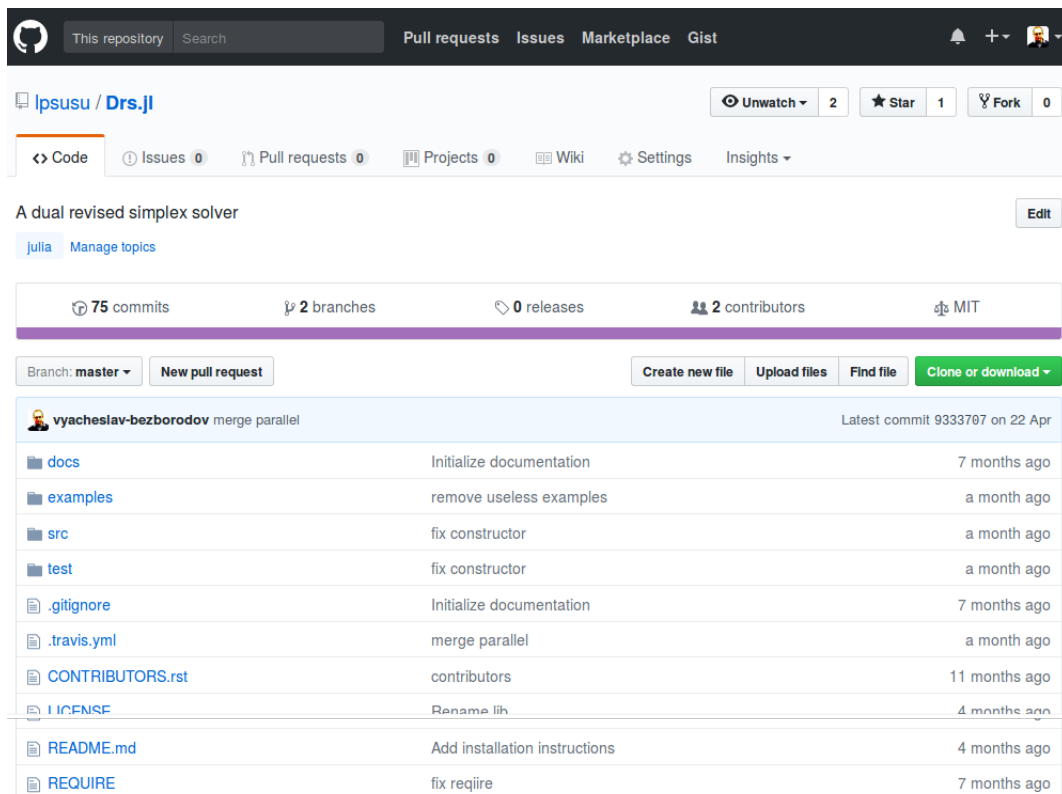 This repository Search Pull requests Issues Marketplace Gist
lpsusu / Drs.jl Unwatch 2 Star 1 Fork 0
Code Issues 0 Pull requests 0 Projects 0 Wiki Settings Insights
A dual revised simplex solver Edit
julia Manage topics
75 commits 2 branches 0 releases 2 contributors MIT
Branch: master New pull request Create new file Upload files Find file Clone or download
vyacheslav-bezborodov merge parallel Latest commit 9333707 on 22 Apr
docs Initialize documentation 7 months ago
examples remove useless examples a month ago
src fix constructor a month ago
test fix constructor a month ago
.gitignore Initialize documentation 7 months ago
.travis.yml merge parallel a month ago
CONTRIBUTORS.rst contributors 11 months ago
LICENSE Rename lib 4 months ago
README.md Add installation instructions 4 months ago
REQUIRE fix reqiire 7 months ago